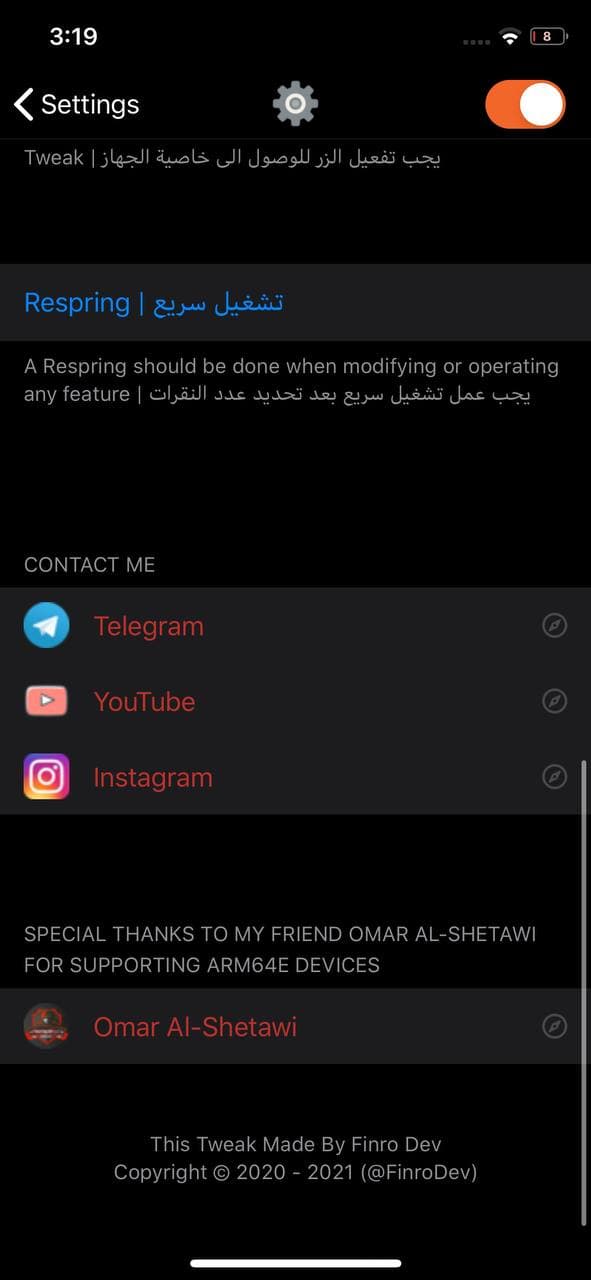 3:19
8
Settings
Tweak | يجب تفعيل الزر للوصول الى خاصية الجهاز
Respring | تشغيل سريع
A Respring should be done when modifying or operating
any feature | يجب عمل تشغيل سريع بعد تحديد عدد النقرات
CONTACT ME
Telegram
YouTube
Instagram
SPECIAL THANKS TO MY FRIEND OMAR AL-SHETAWI
FOR SUPPORTING ARM64E DEVICES
Omar Al-Shetawi
This Tweak Made By Finro Dev
Copyright © 2020 - 2021 (@FinroDev)